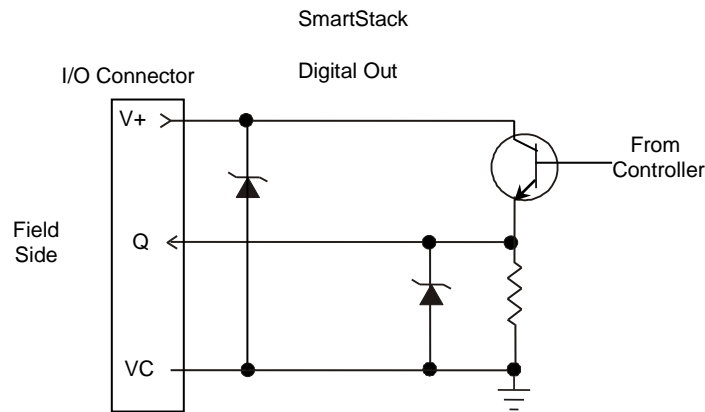 SmartStack
Digital Out
I/O Connector
V+
From
Controller
Field
Side
Q
VC